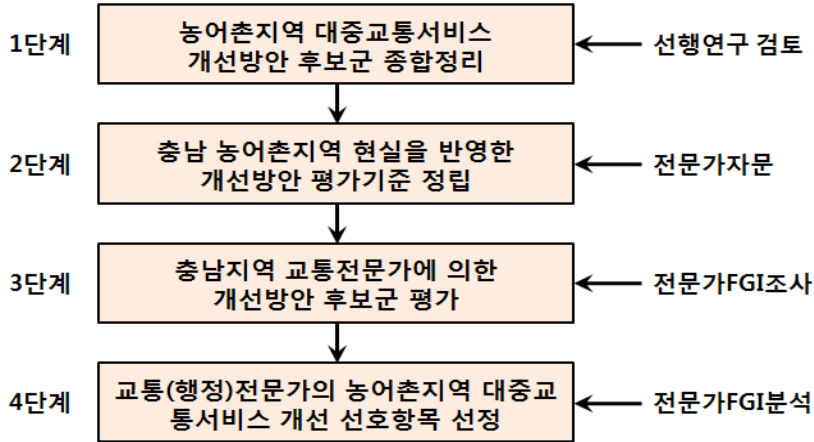 1단계
농어촌지역 대중교통서비스
개선방안 후보군 종합정리
선행연구 검토
2단계
충남 농어촌지역 현실을 반영한
개선방안 평가기준 정립
전문가자문
3단계
충남지역 교통전문가에 의한
개선방안 후보군 평가
전문가FGI조사
4단계
교통(행정)전문가의 농어촌지역 대중교
통서비스 개선 선호항목 선정
전문가FGI분석